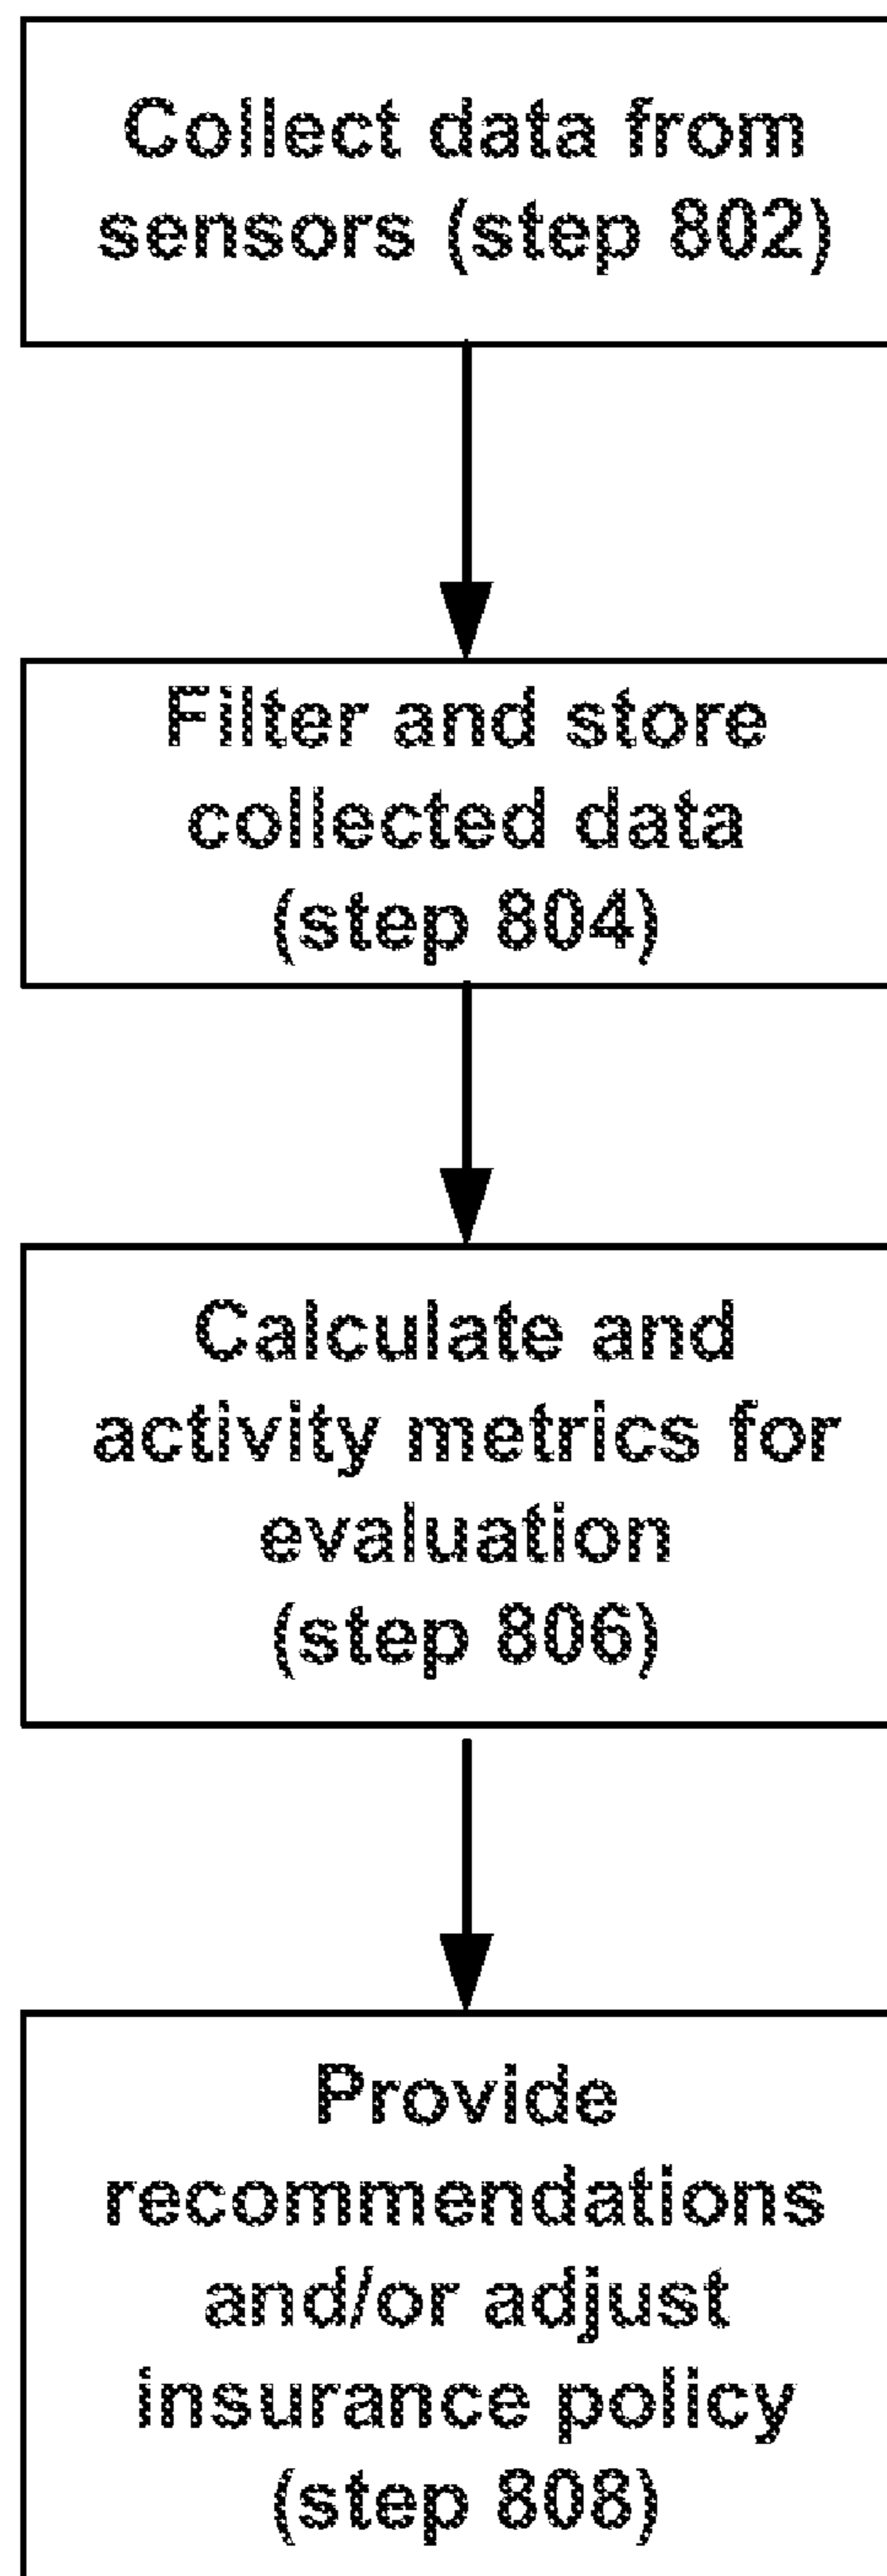 Collect data from
sensors (step 802)
Filter and store
collected data
(step 804)
Calculate and
activity metrics for
evaluation
(step 806)
Provide
recommendations
and/or adjust
insurance policy
(step 808)